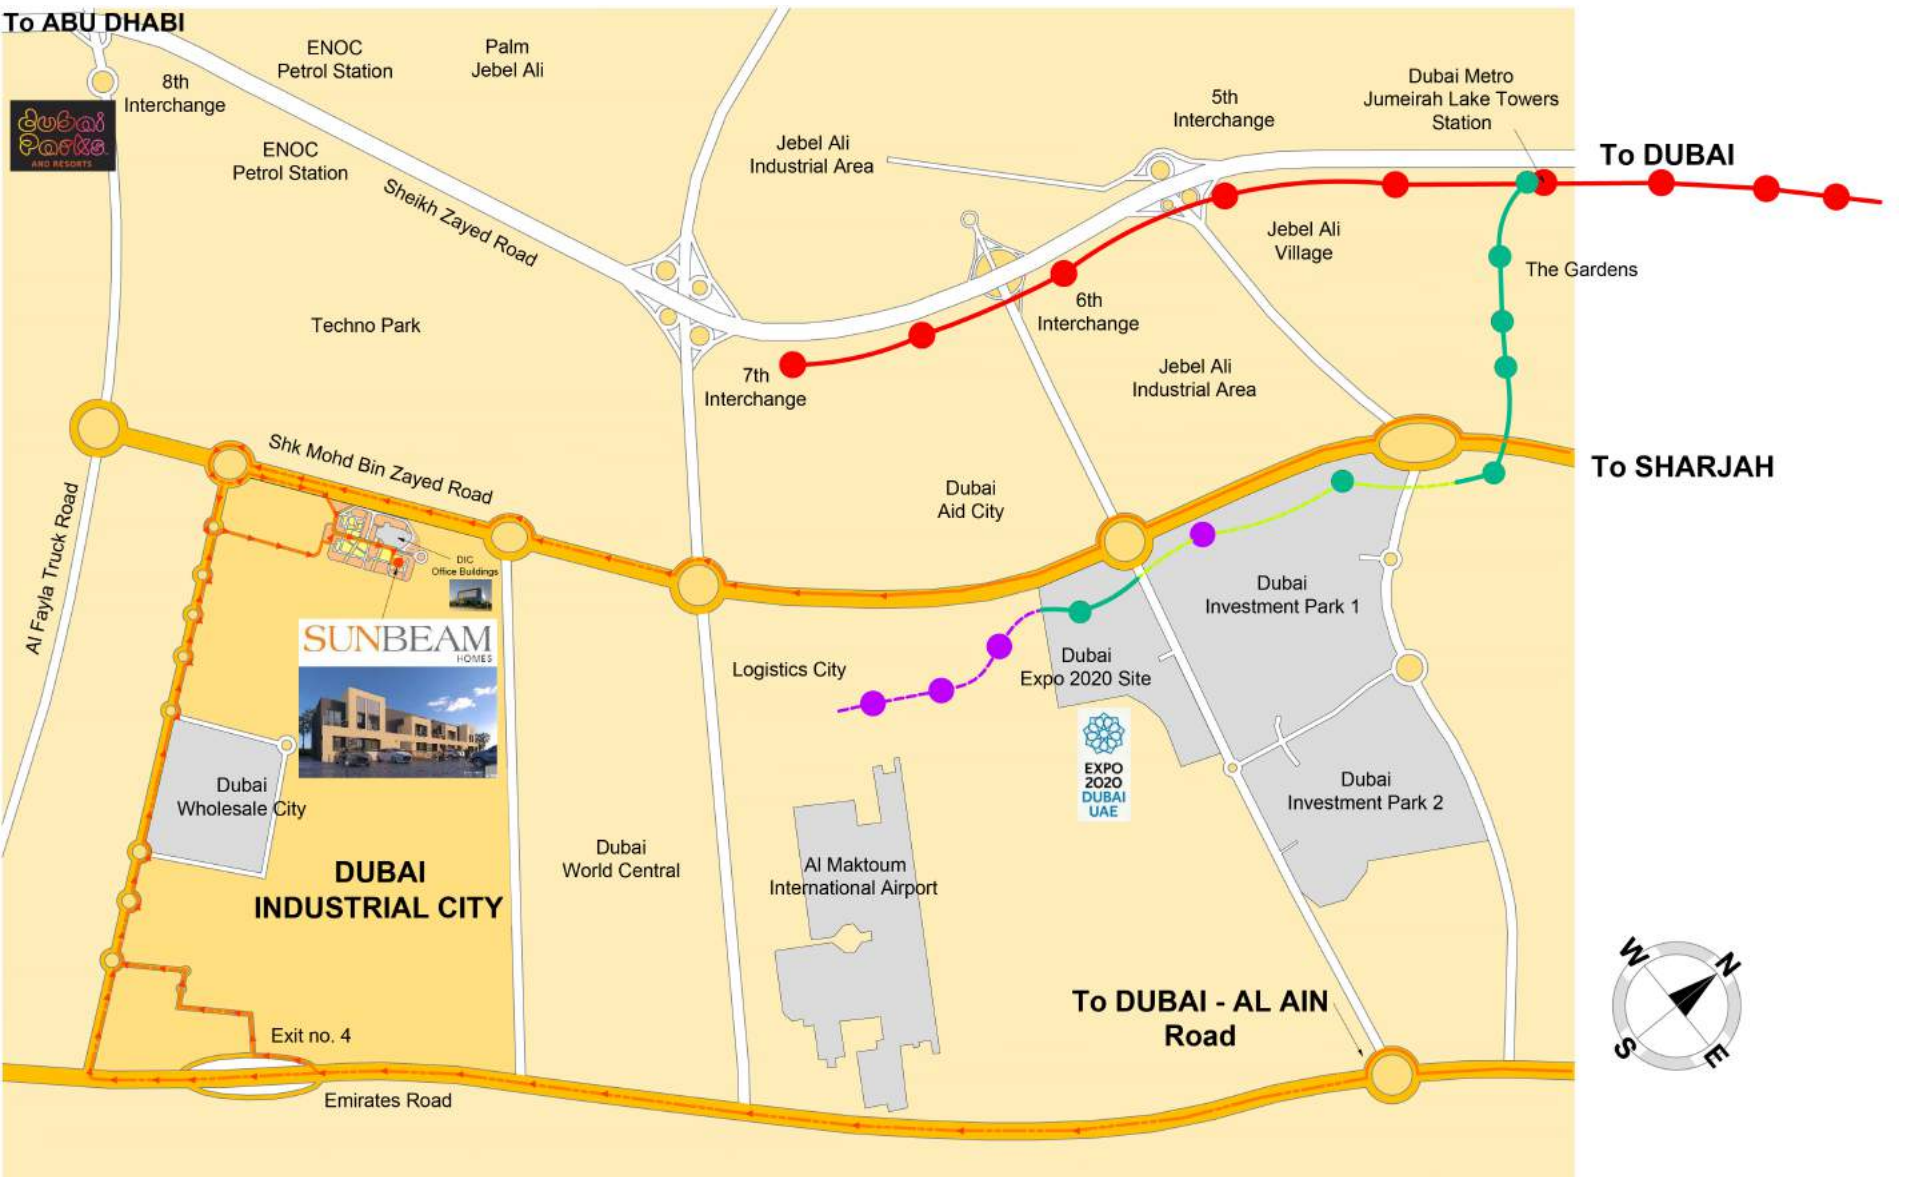 To ABU DHABI
ENOC
Petrol Station
Palm
Jebel Ali
8th
Interchange
dubai
Parks
AND RESORTS
ENOC
Petrol Station
Sheikh Zayed Road
Jebel Ali
Industrial Area
5th
Interchange
Dubai Metro
Jumeirah Lake Towers
Station
To DUBAI
Jebel Ali
Village
The Gardens
6th
Interchange
Techno Park
7th
Interchange
Jebel Ali
Industrial Area
Shk Mohd Bin Zayed Road
Al Fayla Truck Road
Dubai
Aid City
To SHARJAH
DIC
Office Buildings
SUNBEAM
HOMES
Dubai
Investment Park 1
Logistics City
Dubai
Expo 2020 Site
EXPO
2020
DUBAI
UAE
Dubai
Investment Park 2
Dubai
Wholesale City
DUBAI
INDUSTRIAL CITY
Dubai
World Central
Al Maktoum
International Airport
To DUBAI - AL AIN
Road
Exit no. 4
Emirates Road
W
N
S
E